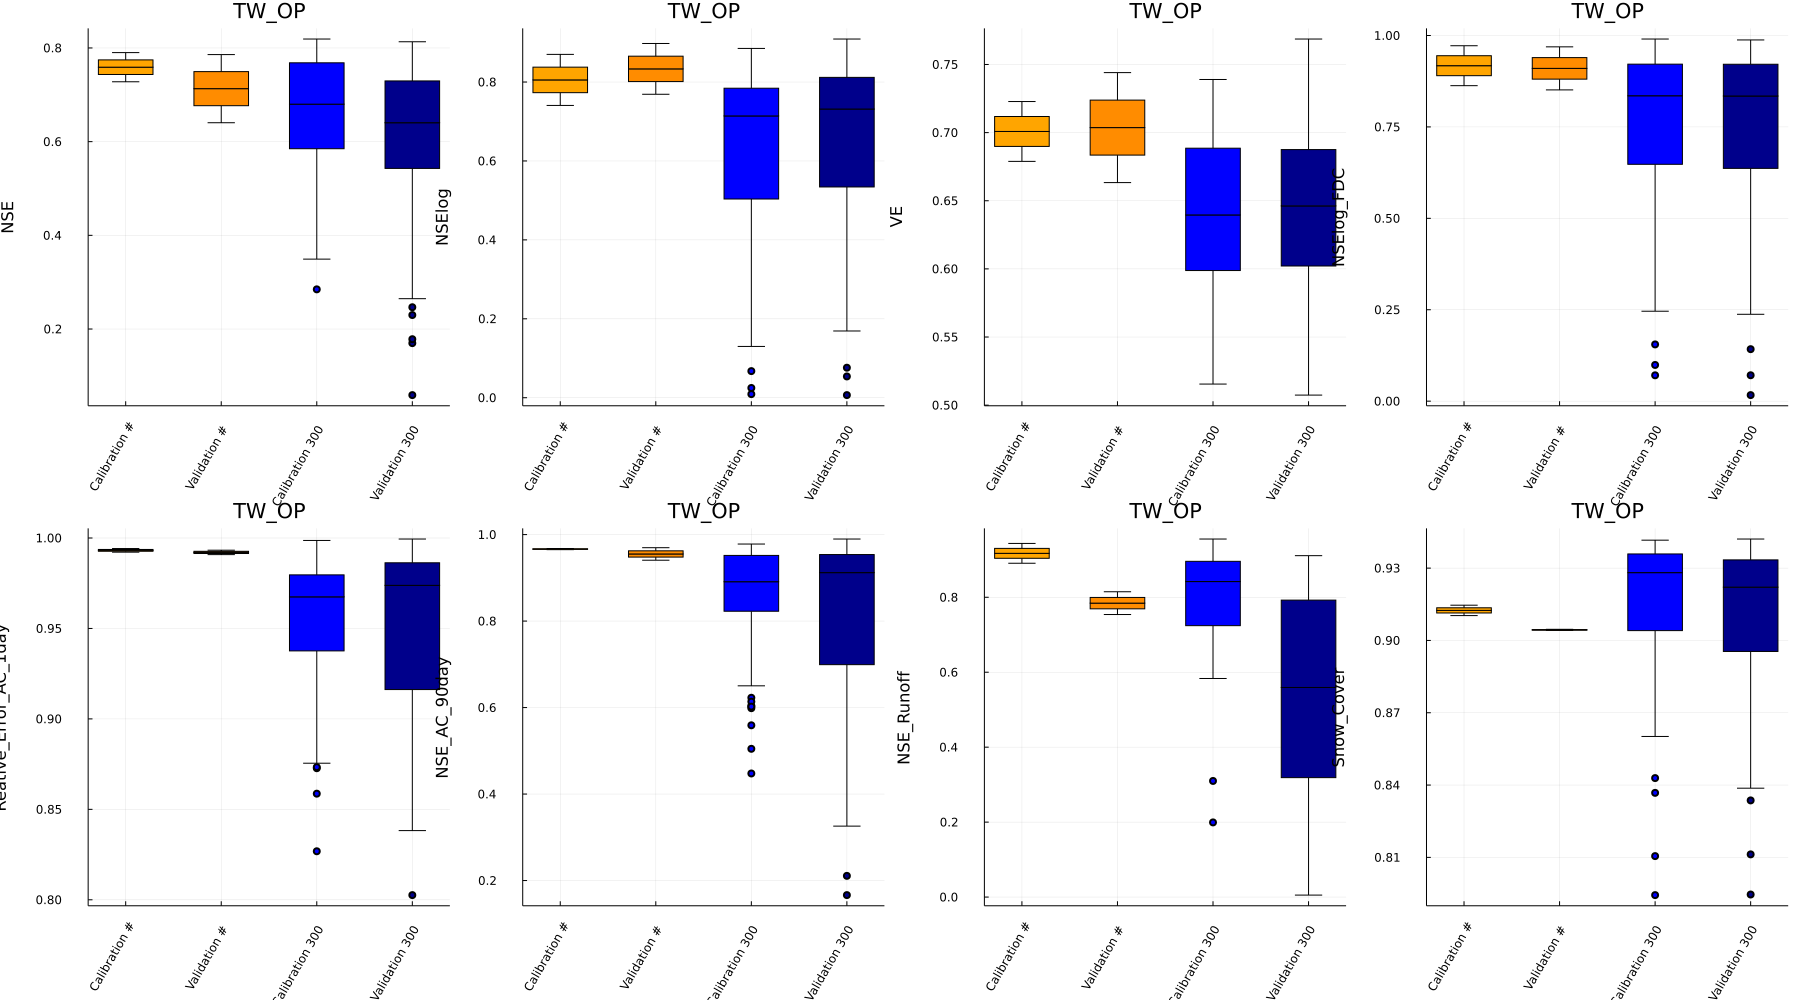 TW_OP
NSE
0.8
0.6
0.4
0.2
Calibration #
Validation #
Calibration 300
Validation 300
TW_OP
NSElog
0.8
0.6
0.4
0.2
0.0
Calibration #
Validation #
Calibration 300
Validation 300
TW_OP
VE
0.75
0.70
0.65
0.60
0.55
0.50
Calibration #
Validation #
Calibration 300
Validation 300
TW_OP
NSElog_FDC
1.00
0.75
0.50
0.25
0.00
Calibration #
Validation #
Calibration 300
Validation 300
TW_OP
Reative_Error_AC_1day
1.00
0.95
0.90
0.85
0.80
Calibration #
Validation #
Calibration 300
Validation 300
TW_OP
NSE_AC_90day
1.0
0.8
0.6
0.4
0.2
Calibration #
Validation #
Calibration 300
Validation 300
TW_OP
NSE_Runoff
0.8
0.6
0.4
0.2
0.0
Calibration #
Validation #
Calibration 300
Validation 300
TW_OP
Snow_Cover
0.93
0.90
0.87
0.84
0.81
Calibration #
Validation #
Calibration 300
Validation 300